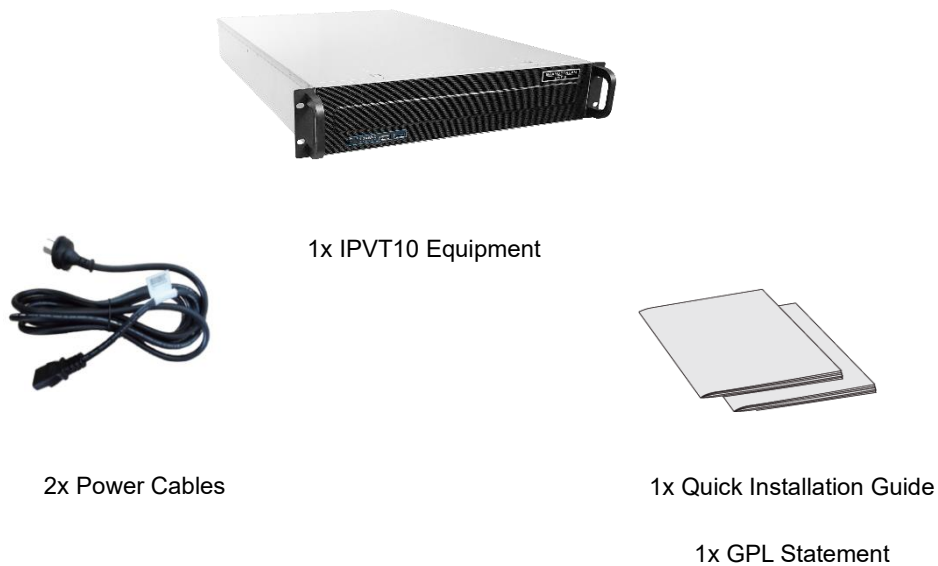 1x IPVT10 Equipment
2x Power Cables
1x Quick Installation Guide
1x GPL Statement